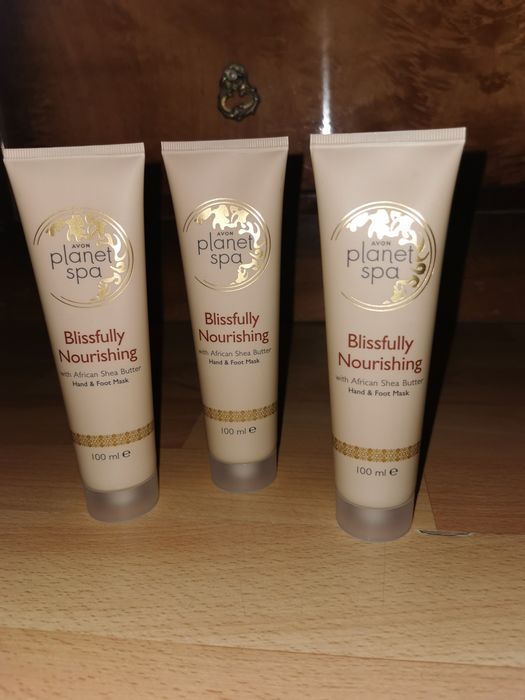 AVON
planet
spa
Blissfully
Nourishing
with African Shea Butter
Hand & Foot Mask
100 ml e
AVON
planet
spa
Blissfully
Nourishing
with African Shea Butter
Hand & Foot Mask
100 ml e
AVON
planet
spa
Blissfully
Nourishing
with African Shea Butter
Hand & Foot Mask
100 ml e